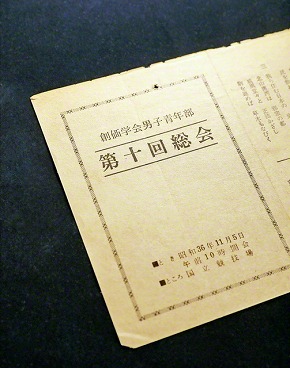 創価学会男子青年部
第十回総会
■とき 昭和36年11月5日
午前10時開会
■ところ 国立競技場